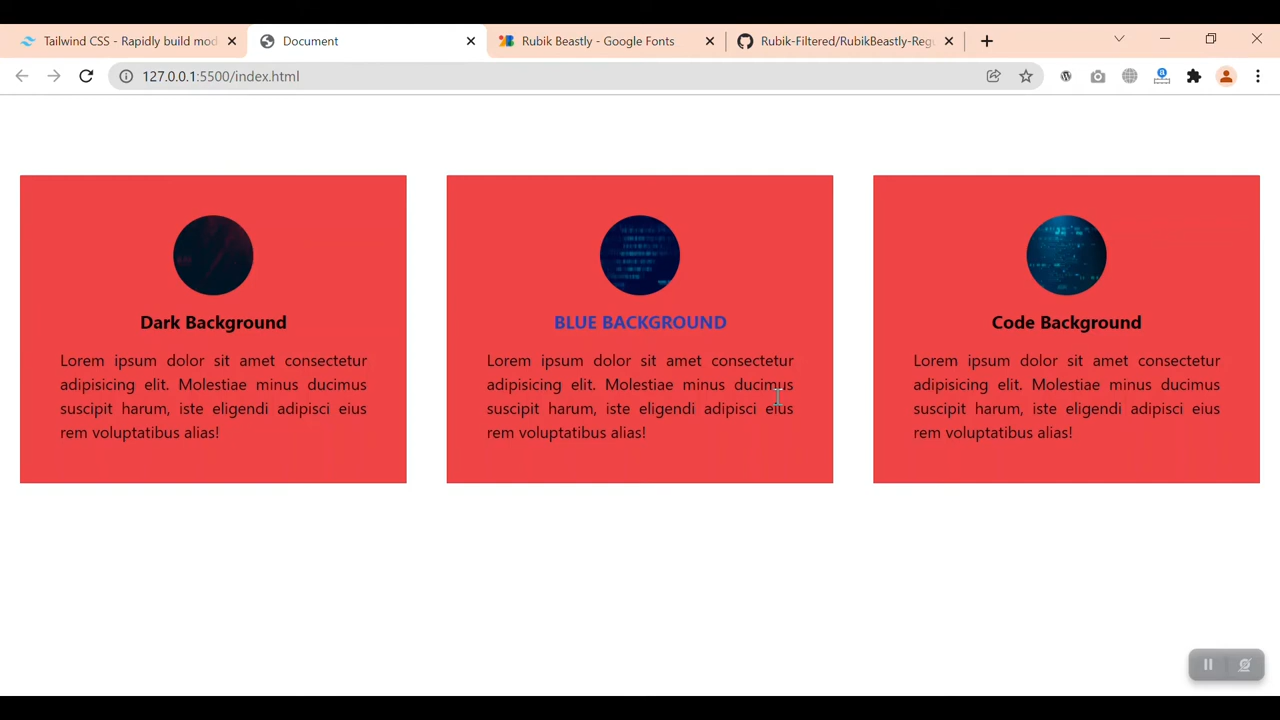 Tailwind CSS - Rapidly build mod
Document
Rubik Beastly - Google Fonts
Rubik-Filtered/RubikBeastly-Regu
127.0.0.1:5500/index.html
Dark Background
Lorem ipsum dolor sit amet consectetur
adipisicing elit. Molestiae minus ducimus
suscipit harum, iste eligendi adipisci eius
rem voluptatibus alias!
BLUE BACKGROUND
Lorem ipsum dolor sit amet consectetur
adipisicing elit. Molestiae minus ducimus
suscipit harum, iste eligendi adipisci eius
rem voluptatibus alias!
Code Background
Lorem ipsum dolor sit amet consectetur
adipisicing elit. Molestiae minus ducimus
suscipit harum, iste eligendi adipisci eius
rem voluptatibus alias!